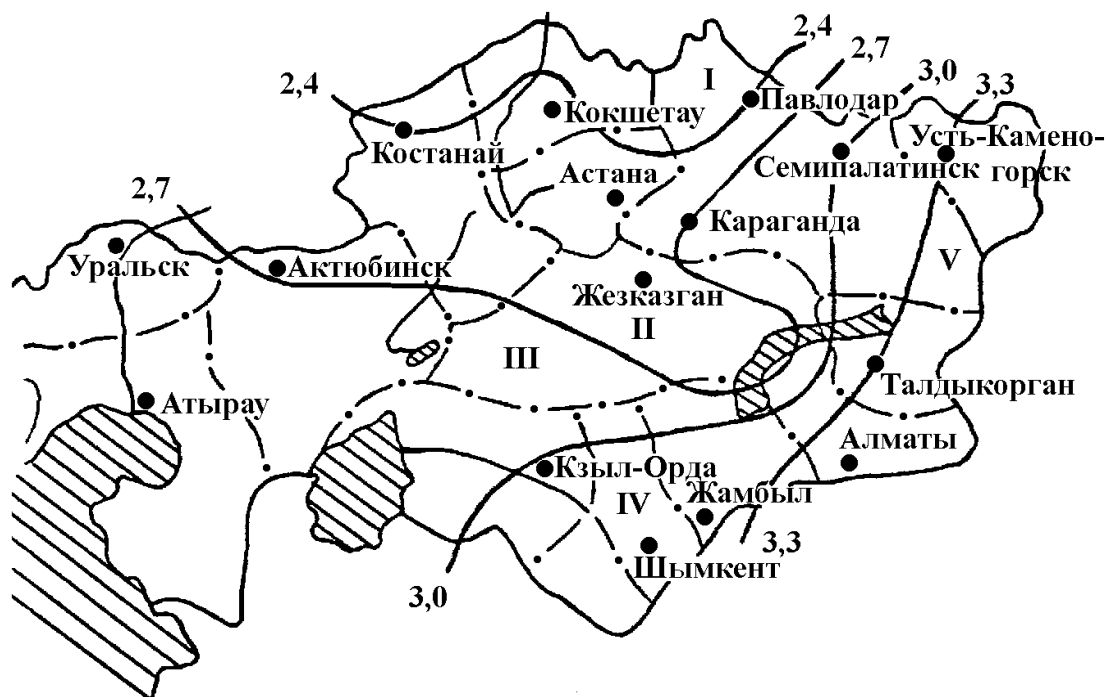 2,4
2,7
2,4
I
Павлодар
3,0
3,3
Кокшетау
Костанай
Усть-Камено-
горск
Семипалатинск
Астана
2,7
Караганда
Уральск
Актюбинск
V
Жезказган
II
III
Талдыкорган
Атырау
Алматы
Кзыл-Орда
IV
Жамбыл
3,3
Шымкент
3,0